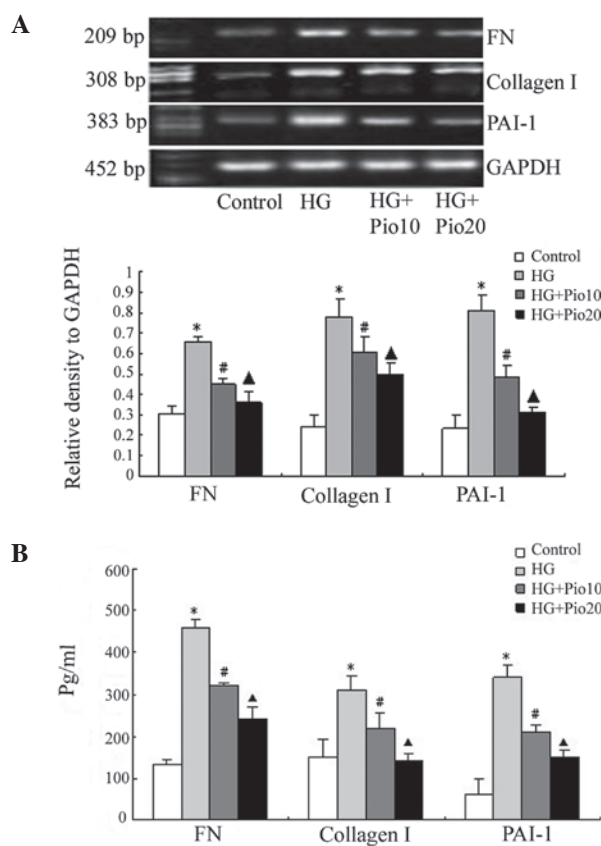 A
209 bp
FN
308 bp
Collagen I
383 bp
PAI-1
452 bp
GAPDH
Control HG HG+ Pio10 HG+ Pio20
Control
HG
HG+Pio10
HG+Pio20
Relative density to GAPDH
1
0.9
0.8
0.7
0.6
0.5
0.4
0.3
0.2
0.1
0
* # ▲ * # ▲ * # ▲
FN Collagen I PAI-1
B
Control
HG
HG+Pio10
HG+Pio20
Pg/ml
600
500
400
300
200
100
0
* # ▲ * # ▲ * # ▲
FN Collagen I PAI-1